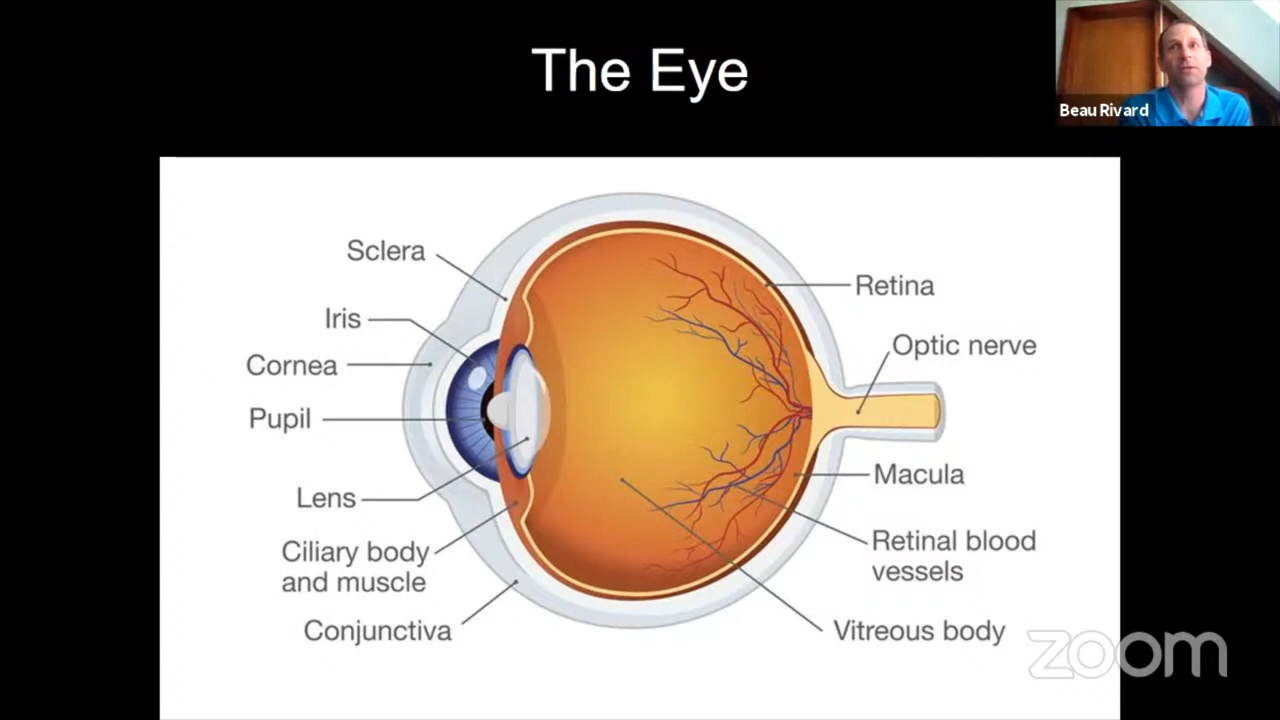 The Eye
Beau Rivard
Sclera
Iris
Cornea
Pupil
Lens
Ciliary body
and muscle
Conjunctiva
Retina
Optic nerve
Macula
Retinal blood
vessels
Vitreous body
zoom